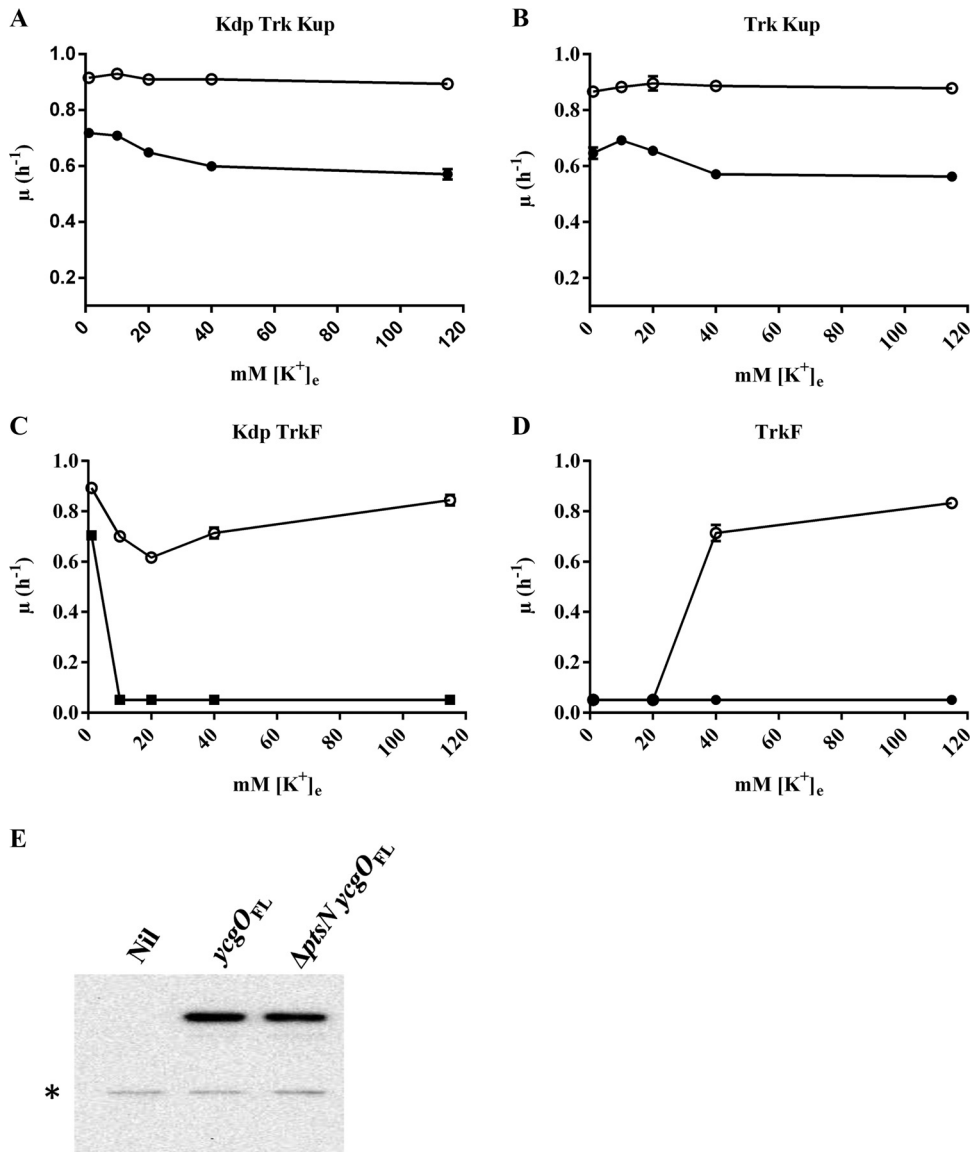 A
Kdp Trk Kup
1.0
0.8
0.6
0.4
0.2
μ (h⁻¹)
0
20
40
60
80
100
120
mM [K⁺]ₑ
B
Trk Kup
1.0
0.8
0.6
0.4
0.2
μ (h⁻¹)
0
20
40
60
80
100
120
mM [K⁺]ₑ
C
Kdp TrkF
1.0
0.8
0.6
0.4
0.2
0.0
μ (h⁻¹)
0
20
40
60
80
100
120
mM [K⁺]ₑ
D
TrkF
1.0
0.8
0.6
0.4
0.2
0.0
μ (h⁻¹)
0
20
40
60
80
100
120
mM [K⁺]ₑ
E
Nil
ycgO_FL
ΔptsN ycgO_FL
*